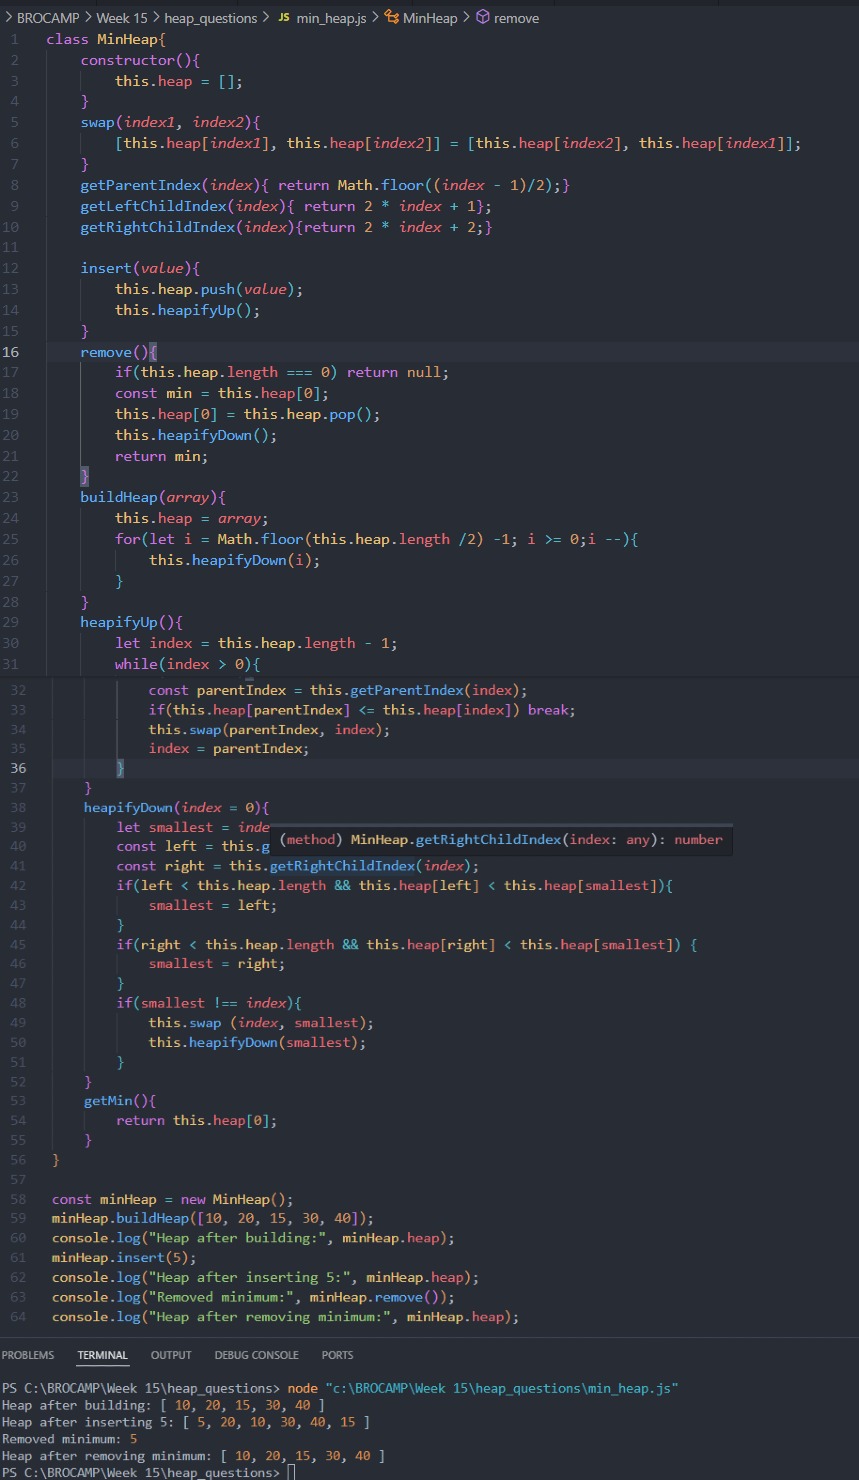 > BROCAMP > Week 15 > heap_questions > JS min_heap.js > MinHeap > remove
1 class MinHeap{
2 constructor(){
3 this.heap = [];
4 }
5 swap(index1, index2){
6 [this.heap[index1], this.heap[index2]] = [this.heap[index2], this.heap[index1]];
7 }
8 getParentIndex(index){ return Math.floor((index - 1)/2);}
9 getLeftChildIndex(index){ return 2 * index + 1};
10 getRightChildIndex(index){return 2 * index + 2;}
11
12 insert(value){
13 this.heap.push(value);
14 this.heapifyUp();
15 }
16 remove(){
17 if(this.heap.length === 0) return null;
18 const min = this.heap[0];
19 this.heap[0] = this.heap.pop();
20 this.heapifyDown();
21 return min;
22 }
23 buildHeap(array){
24 this.heap = array;
25 for(let i = Math.floor(this.heap.length /2) -1; i >= 0;i --){
26 this.heapifyDown(i);
27 }
28 }
29 heapifyUp(){
30 let index = this.heap.length - 1;
31 while(index > 0){
32 const parentIndex = this.getParentIndex(index);
33 if(this.heap[parentIndex] <= this.heap[index]) break;
34 this.swap(parentIndex, index);
35 index = parentIndex;
36 }
37 }
38 heapifyDown(index = 0){
39 let smallest = inde
(method) MinHeap.getRightChildIndex(index: any): number
40 const left = this.g
41 const right = this.getRightChildIndex(index);
42 if(left < this.heap.length && this.heap[left] < this.heap[smallest]){
43 smallest = left;
44 }
45 if(right < this.heap.length && this.heap[right] < this.heap[smallest]) {
46 smallest = right;
47 }
48 if(smallest !== index){
49 this.swap (index, smallest);
50 this.heapifyDown(smallest);
51 }
52 }
53 getMin(){
54 return this.heap[0];
55 }
56 }
57
58 const minHeap = new MinHeap();
59 minHeap.buildHeap([10, 20, 15, 30, 40]);
60 console.log("Heap after building:", minHeap.heap);
61 minHeap.insert(5);
62 console.log("Heap after inserting 5:", minHeap.heap);
63 console.log("Removed minimum:", minHeap.remove());
64 console.log("Heap after removing minimum:", minHeap.heap);
PROBLEMS TERMINAL OUTPUT DEBUG CONSOLE PORTS
PS C:\BROCAMP\Week 15\heap_questions> node "c:\BROCAMP\Week 15\heap_questions\min_heap.js"
Heap after building: [ 10, 20, 15, 30, 40 ]
Heap after inserting 5: [ 5, 20, 10, 30, 40, 15 ]
Removed minimum: 5
Heap after removing minimum: [ 10, 20, 15, 30, 40 ]
PS C:\BROCAMP\Week 15\heap_questions>